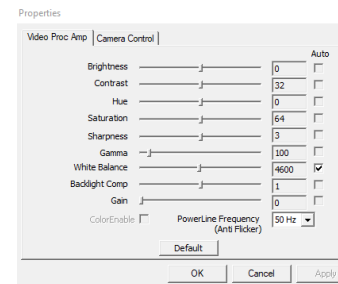 Properties
Video Proc Amp Camera Control
Auto
Brightness 0
Contrast 32
Hue 0
Saturation 64
Sharpness 3
Gamma 100
White Balance 4600
Backlight Comp 1
Gain 0
ColorEnable PowerLine Frequency 50 Hz
(Anti Flicker)
Default
OK Cancel Apply